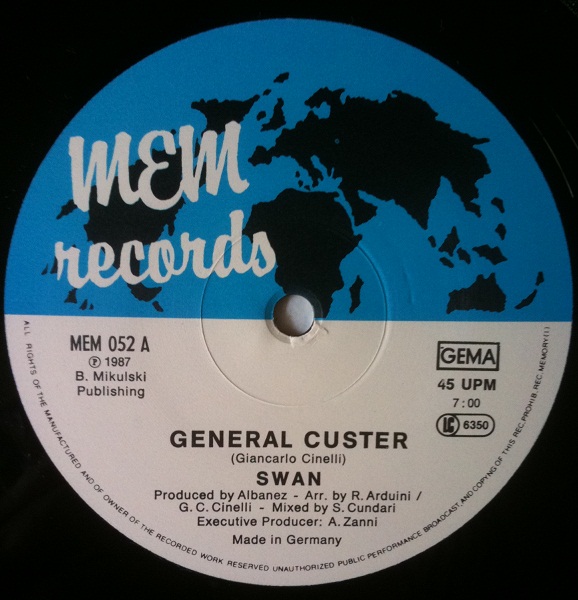 MEM
records
MEM 052 A
℗ 1987
B. Mikulski
Publishing
GEMA
45 UPM
7:00
LC 6350
GENERAL CUSTER
(Giancarlo Cinelli)
SWAN
Produced by Albanez - Arr. by R. Arduini /
G. C. Cinelli - Mixed by S. Cundari
Executive Producer: A. Zanni
Made in Germany
ALL RIGHTS OF THE MANUFACTURED AND OF OWNER OF THE RECORDED WORK RESERVED UNAUTHORIZED PUBLIC PERFORMANCE BROADCAST, AND COPYNG OF THIS REC. PROHIB. REC. MEMORY (I)